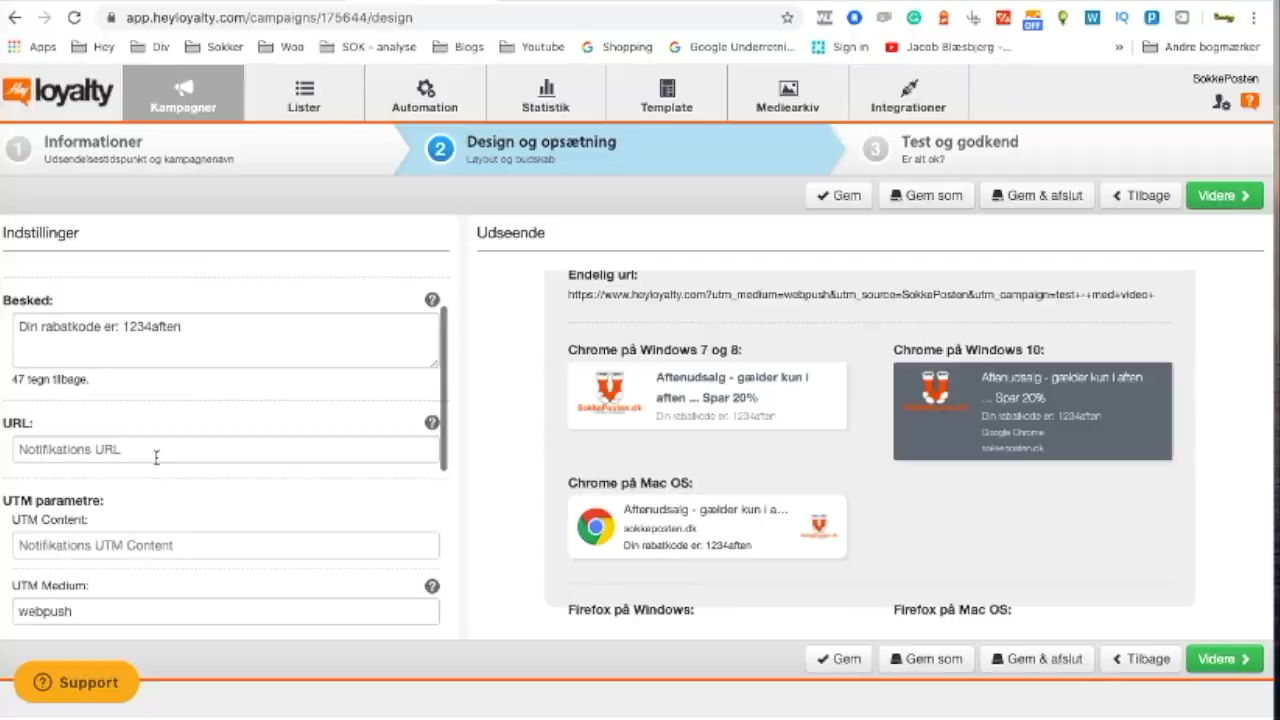 app.heyloyalty.com/campaigns/175644/design
OFF
Apps
Hey
Div
Sokker
Woo
SOK - analyse
Blogs
Youtube
Shopping
Google Underretni...
Sign in
Jacob Blæsbjerg -...
»
Andre bogmærker
Hey loyalty
Kampagner
Lister
Automation
Statistik
Template
Mediearkiv
Integrationer
SokkePosten
1
Informationer
Udsendelsestidspunkt og kampagnenavn
2
Design og opsætning
Layout og budskab
3
Test og godkend
Er alt ok?
Gem
Gem som
Gem & afslut
Tilbage
Videre
Indstillinger
Besked:
Din rabatkode er: 1234aften
47 tegn tilbage.
URL:
Notifikations URL
UTM parametre:
UTM Content:
Notifikations UTM Content
UTM Medium:
webpush
Udseende
Endelig url:
https://www.heyloyalty.com?utm_medium=webpush&utm_source=SokkePosten&utm_campaign=test+-+med+video+
Chrome på Windows 7 og 8:
SokkePosten.dk
Aftenudsalg - gælder kun i
aften ... Spar 20%
Din rabatkode er: 1234aften
Chrome på Windows 10:
Aftenudsalg - gælder kun i aften
... Spar 20%
Din rabatkode er: 1234aften
Google Chrome
sokkeposten.dk
Chrome på Mac OS:
Aftenudsalg - gælder kun i a...
sokkeposten.dk
Din rabatkode er: 1234aften
Firefox på Windows:
Firefox på Mac OS:
Gem
Gem som
Gem & afslut
Tilbage
Videre
Support